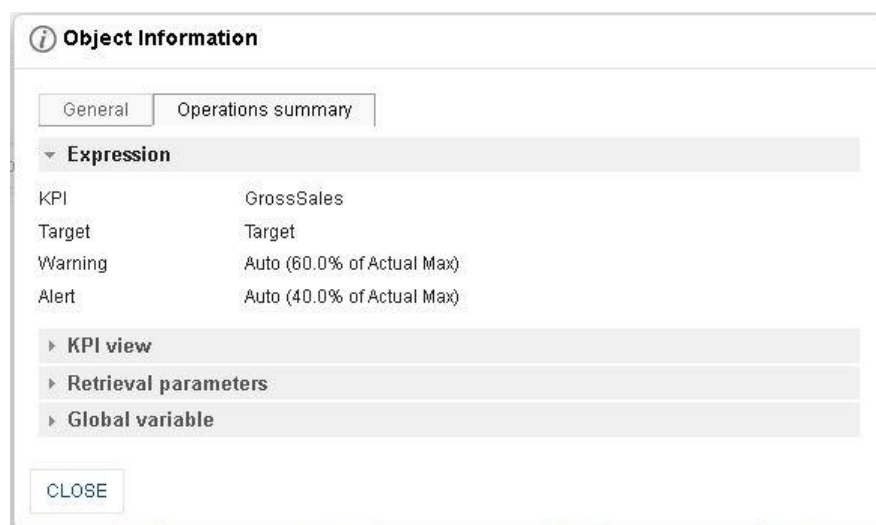 Object Information
General Operations summary
Expression
KPI GrossSales
Target Target
Warning Auto (60.0% of Actual Max)
Alert Auto (40.0% of Actual Max)
KPI view
Retrieval parameters
Global variable
CLOSE